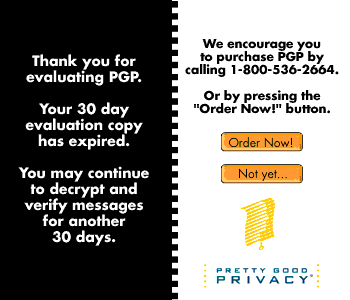 Thank you for
evaluating PGP.
Your 30 day
evaluation copy
has expired.
You may continue
to decrypt and
verify messages
for another
30 days.
We encourage you
to purchase PGP by
calling 1-800-536-2664.
Or by pressing the
"Order Now!" button.
Order Now!
Not yet...
PRETTY GOOD
PRIVACY®